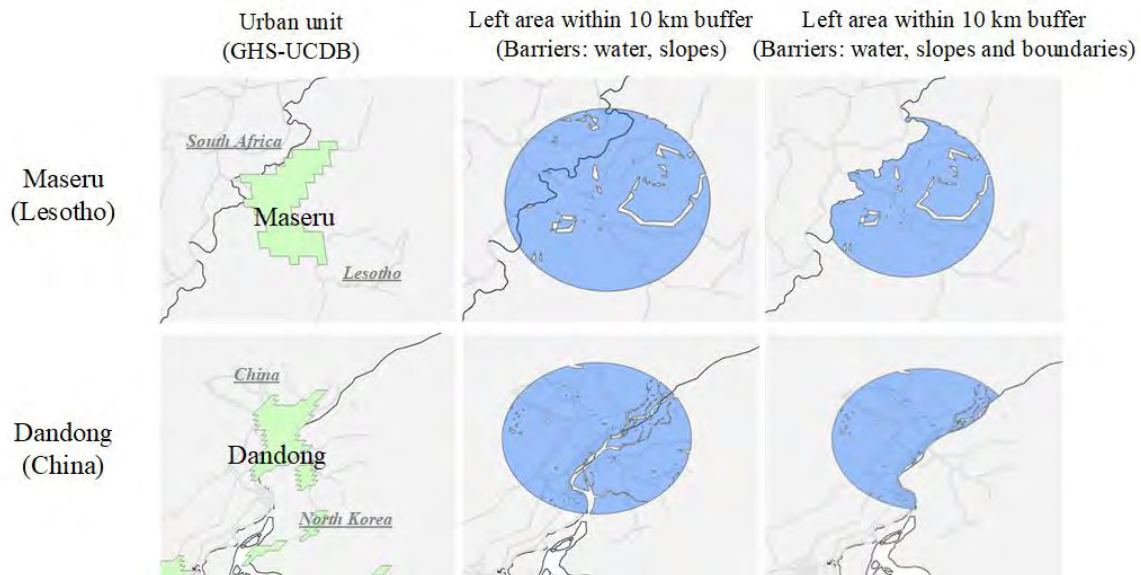 Urban unit
(GHS-UCDB)
Left area within 10 km buffer
(Barriers: water, slopes)
Left area within 10 km buffer
(Barriers: water, slopes and boundaries)
Maseru
(Lesotho)
South Africa
Maseru
Lesotho
Dandong
(China)
China
Dandong
North Korea